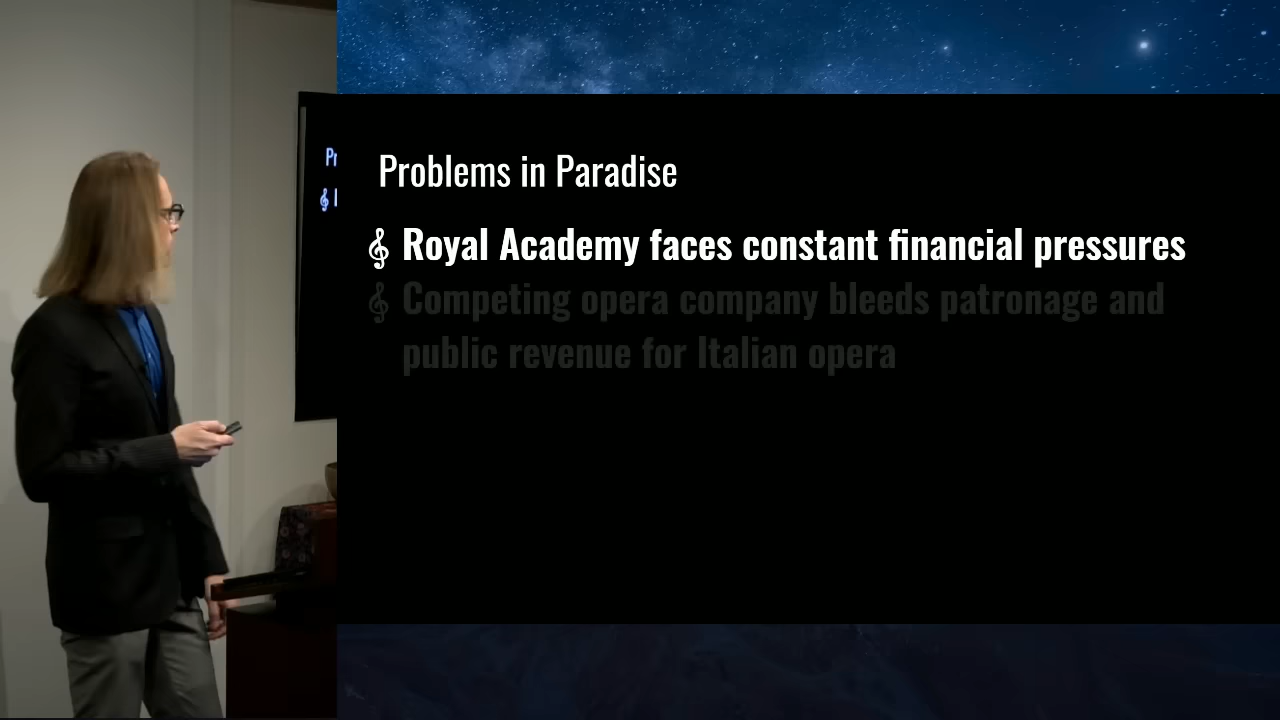 Problems in Paradise
Royal Academy faces constant financial pressures
Competing opera company bleeds patronage and
public revenue for Italian opera
Pr